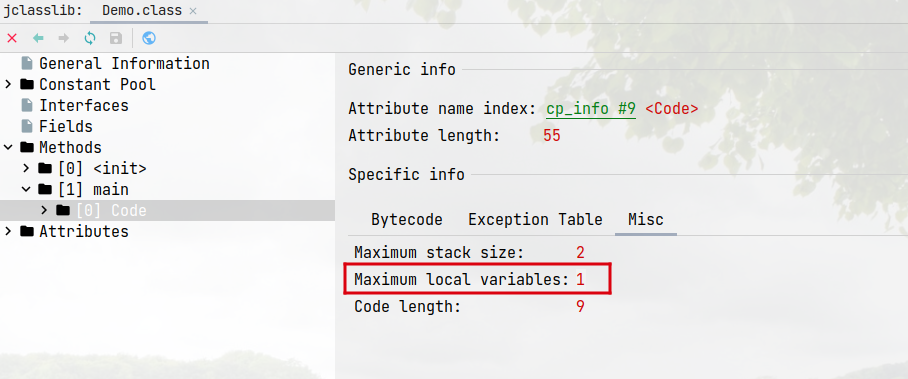 jclasslib: Demo.class ×
General Information
Constant Pool
Interfaces
Fields
Methods
[0] <init>
[1] main
[0] Code
Attributes
Generic info
Attribute name index: cp_info #9 <Code>
Attribute length: 55
Specific info
Bytecode Exception Table Misc
Maximum stack size: 2
Maximum local variables: 1
Code length: 9